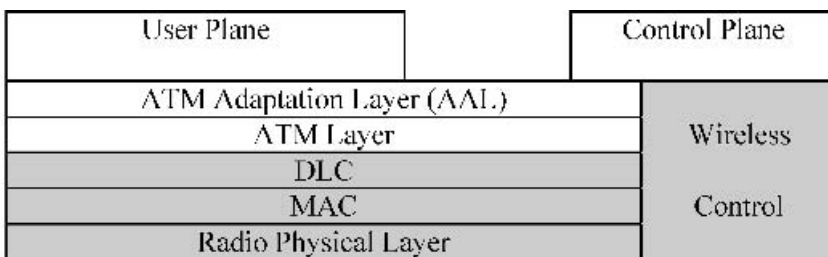 User Plane
Control Plane
ATM Adaptation Layer (AAL)
ATM Layer
Wireless
DLC
MAC
Control
Radio Physical Layer